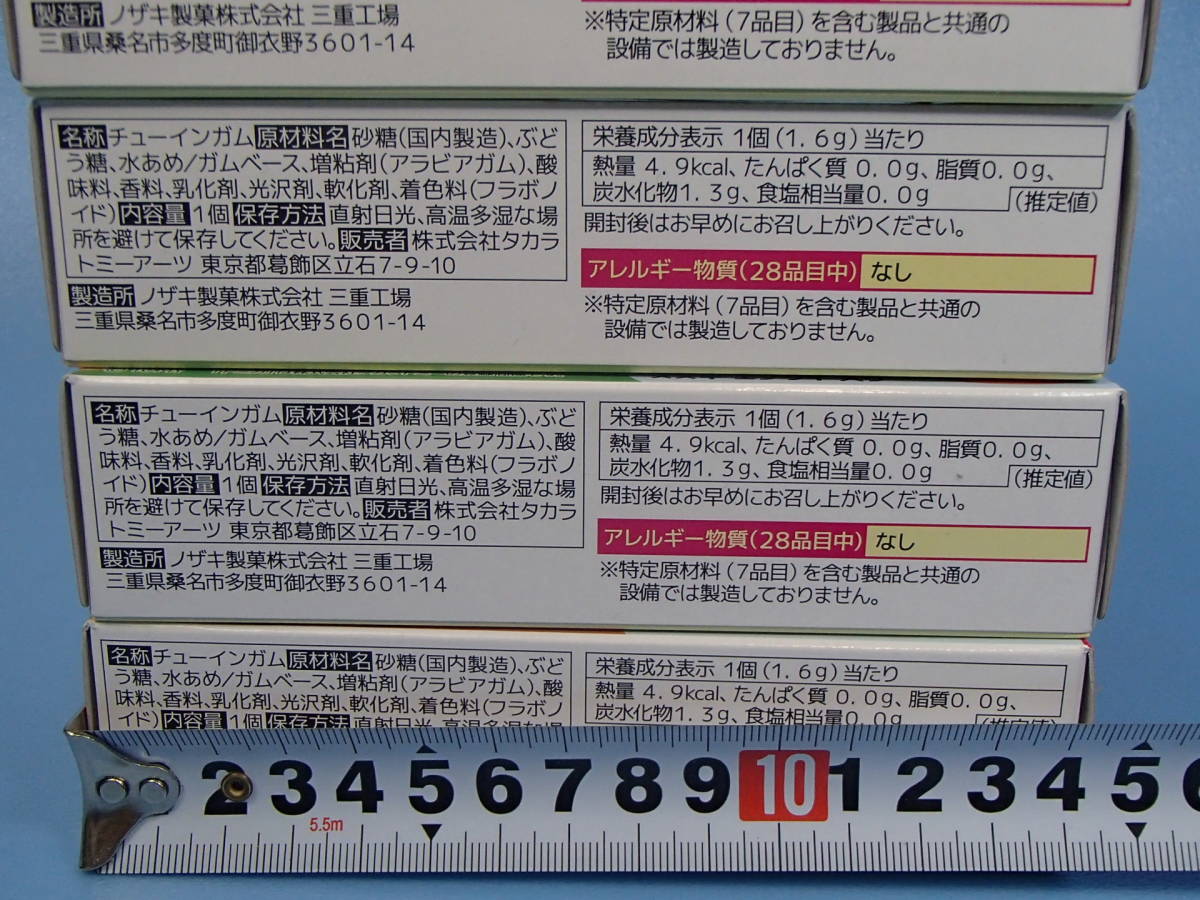 製造所 ノザキ製菓株式会社 三重工場
三重県桑名市多度町御衣野3601-14
※特定原材料(7品目)を含む製品と共通の
設備では製造しておりません。
名称 チューインガム 原材料名 砂糖(国内製造)、ぶど
う糖、水あめ/ガムベース、増粘剤(アラビアガム)、酸
味料、香料、乳化剤、光沢剤、軟化剤、着色料(フラボノ
イド) 内容量 1個 保存方法 直射日光、高温多湿な場
所を避けて保存してください。 販売者 株式会社タカラ
トミーアーツ 東京都葛飾区立石7-9-10
製造所 ノザキ製菓株式会社 三重工場
三重県桑名市多度町御衣野3601-14
栄養成分表示 1個(1.6g)当たり
熱量 4.9kcal、たんぱく質 0.0g、脂質0.0g、
炭水化物1.3g、食塩相当量0.0g
(推定値)
開封後はお早めにお召し上がりください。
アレルギー物質(28品目中) なし
※特定原材料(7品目)を含む製品と共通の
設備では製造しておりません。
名称 チューインガム 原材料名 砂糖(国内製造)、ぶど
う糖、水あめ/ガムベース、増粘剤(アラビアガム)、酸
味料、香料、乳化剤、光沢剤、軟化剤、着色料(フラボノ
イド) 内容量 1個 保存方法 直射日光、高温多湿な場
所を避けて保存してください。 販売者 株式会社タカラ
トミーアーツ 東京都葛飾区立石7-9-10
製造所 ノザキ製菓株式会社 三重工場
三重県桑名市多度町御衣野3601-14
栄養成分表示 1個(1.6g)当たり
熱量 4.9kcal、たんぱく質 0.0g、脂質0.0g、
炭水化物1.3g、食塩相当量0.0g
(推定値)
開封後はお早めにお召し上がりください。
アレルギー物質(28品目中) なし
※特定原材料(7品目)を含む製品と共通の
設備では製造しておりません。
名称 チューインガム 原材料名 砂糖(国内製造)、ぶど
う糖、水あめ/ガムベース、増粘剤(アラビアガム)、酸
味料、香料、乳化剤、光沢剤、軟化剤、着色料(フラボノ
イド) 内容量 1個 保存方法 直射日光、高温多湿な場
栄養成分表示 1個(1.6g)当たり
熱量 4.9kcal、たんぱく質 0.0g、脂質0.0g、
炭水化物1.3g、食塩相当量0.0g
(推定値)
2 3 4 5 6 7 8 9 10 1 2 3 4 5 6
5.5m